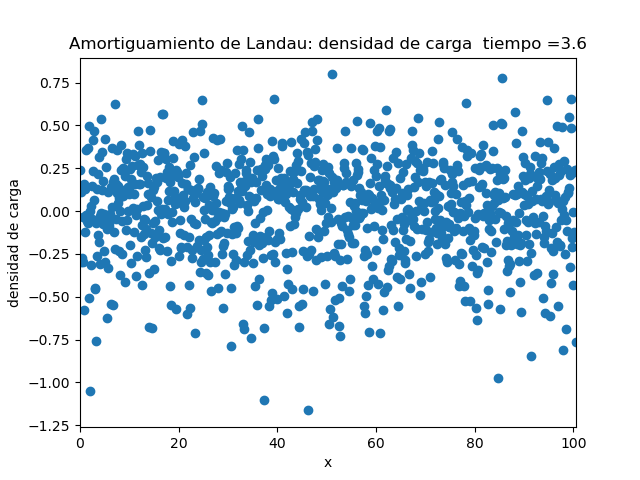 Amortiguamiento de Landau: densidad de carga  tiempo =3.6
densidad de carga
0.75
0.50
0.25
0.00
−0.25
−0.50
−0.75
−1.00
−1.25
0 20 40 60 80 100
x